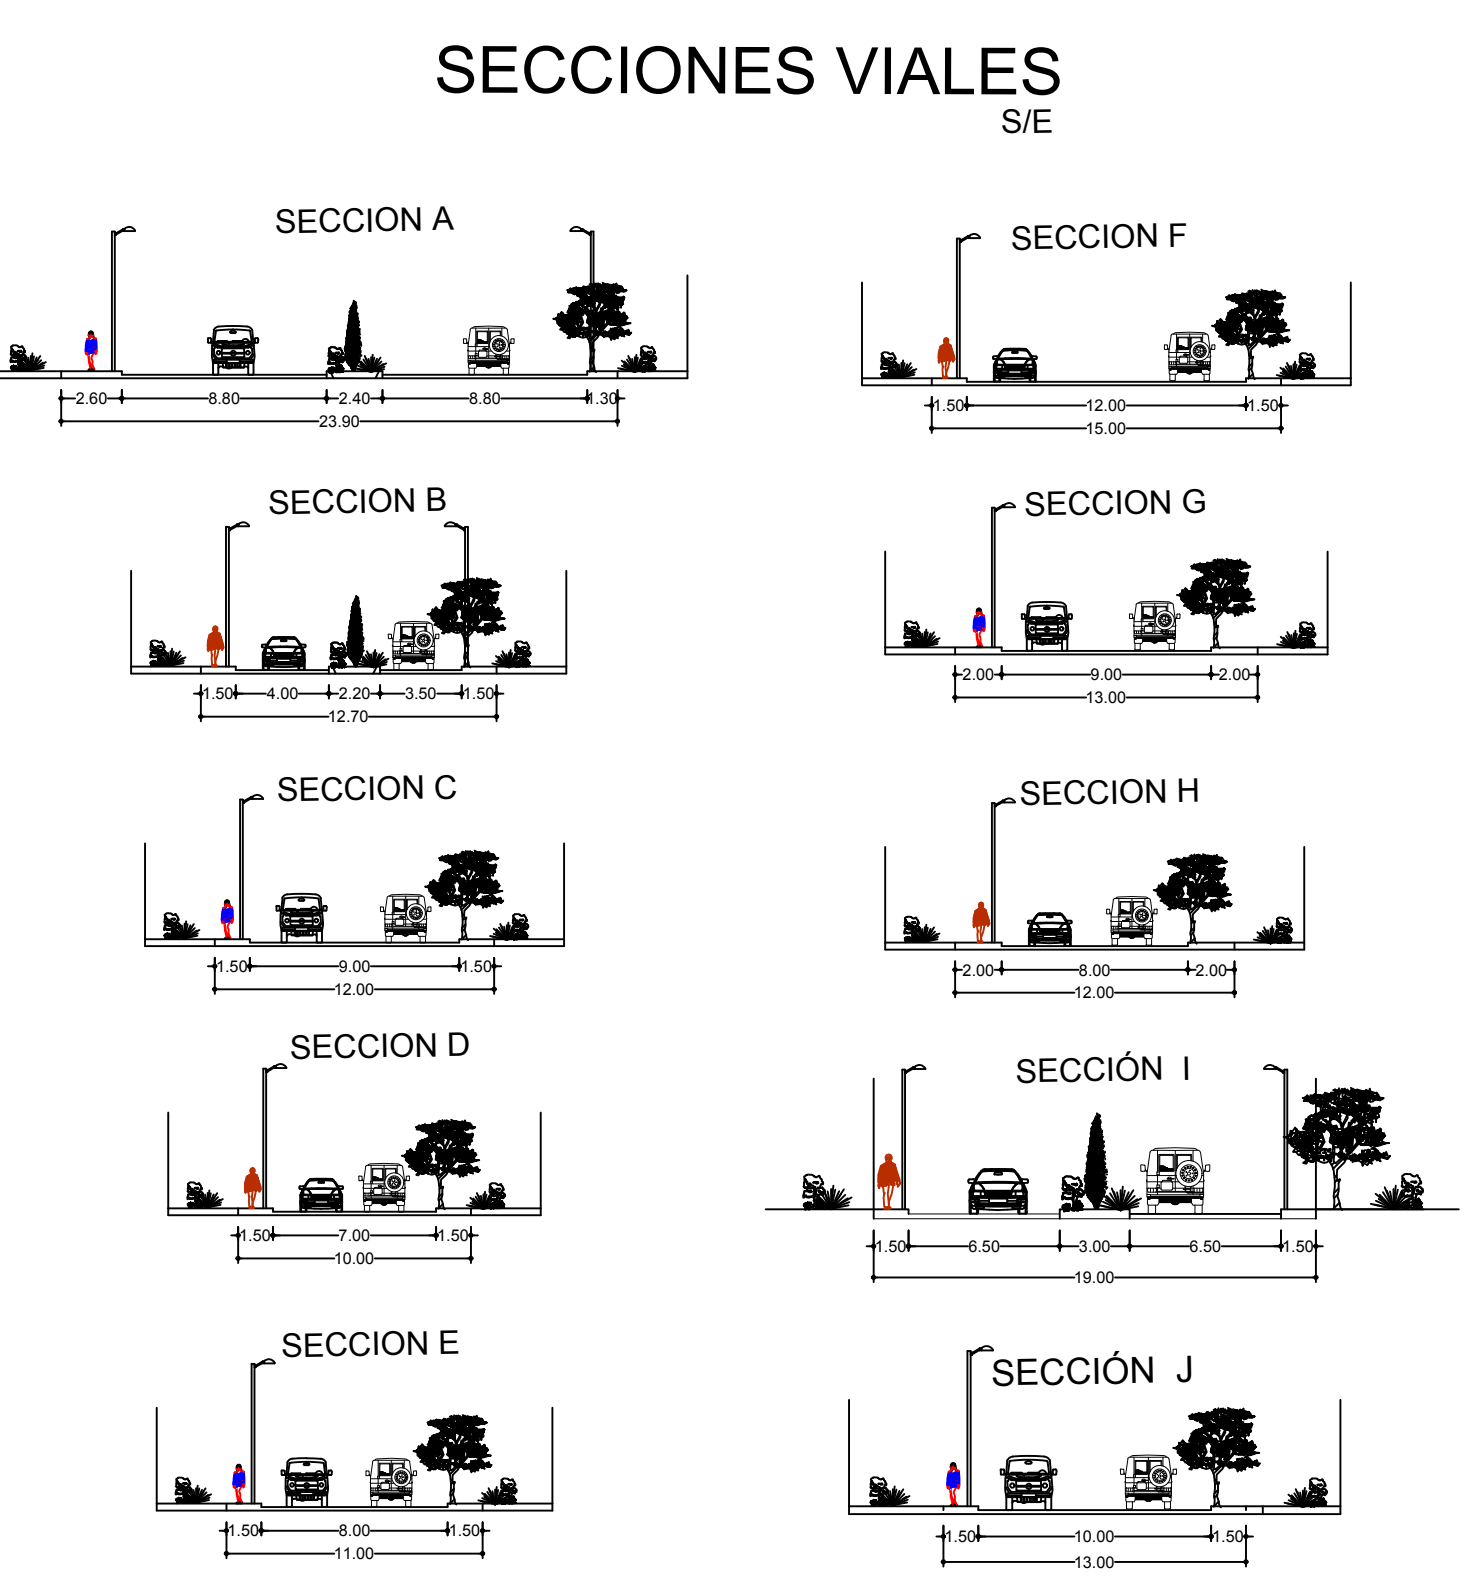 SECCIONES VIALES
S/E
SECCION A
2.60 8.80 2.40 8.80 1.30
23.90
SECCION B
1.50 4.00 2.20 3.50 1.50
12.70
SECCION C
1.50 9.00 1.50
12.00
SECCION D
1.50 7.00 1.50
10.00
SECCION E
1.50 8.00 1.50
11.00
SECCION F
1.50 12.00 1.50
15.00
SECCION G
2.00 9.00 2.00
13.00
SECCION H
2.00 8.00 2.00
12.00
SECCIÓN I
1.50 6.50 3.00 6.50 1.50
19.00
SECCIÓN J
1.50 10.00 1.50
13.00